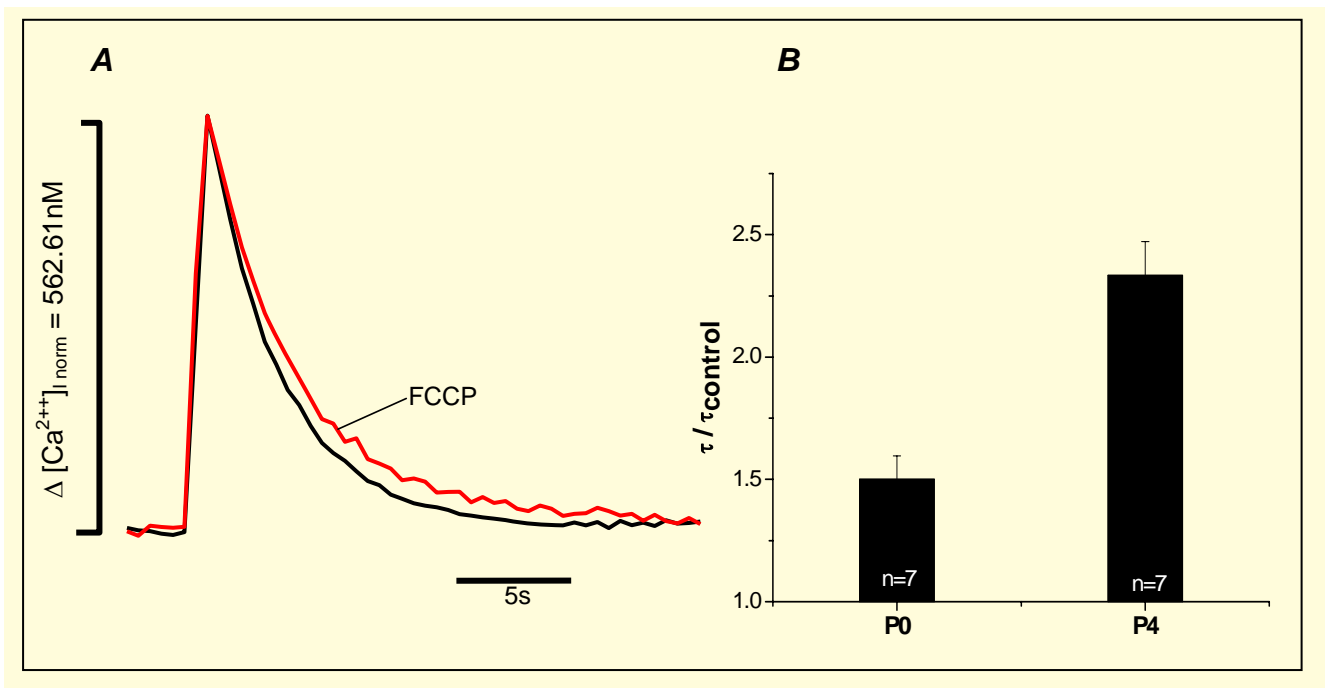 A
B
Δ [Ca²⁺⁺]I norm = 562.61nM
FCCP
5s
τ / τcontrol
2.5
2.0
1.5
1.0
n=7
n=7
P0
P4